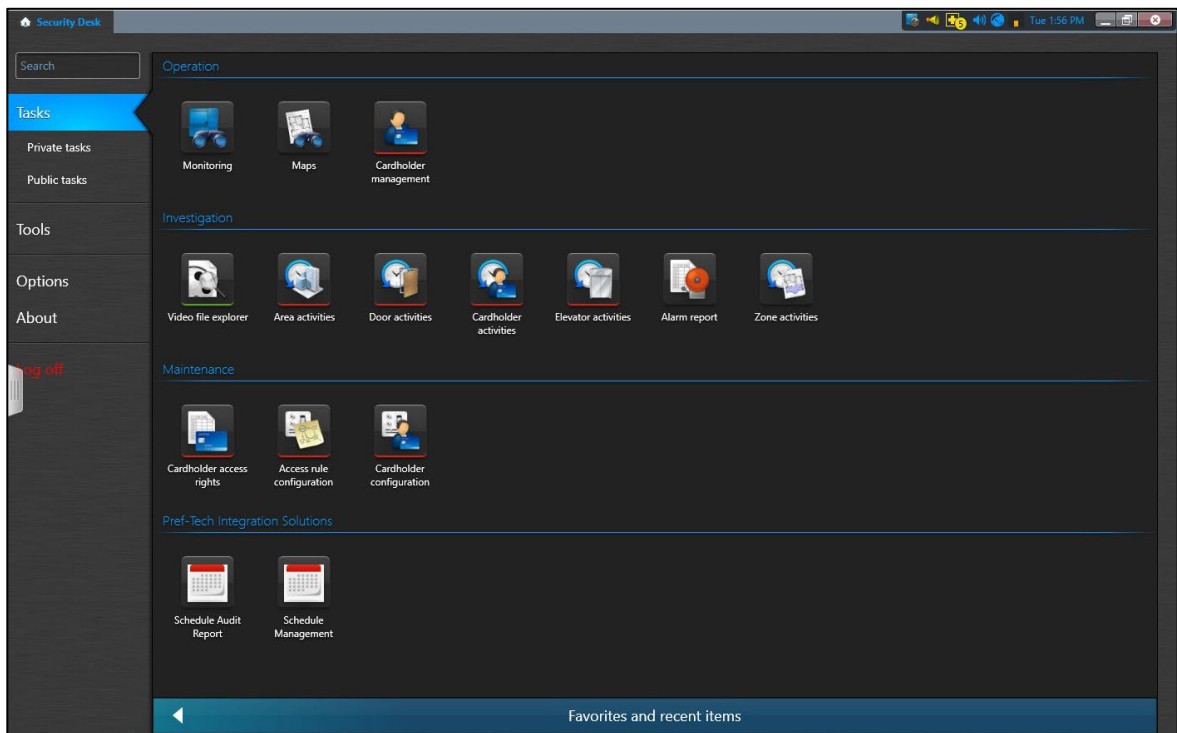 Security Desk
5
Tue 1:56 PM
Search
Tasks
Private tasks
Public tasks
Tools
Options
About
Log off
Operation
Monitoring
Maps
Cardholder
management
Investigation
Video file explorer
Area activities
Door activities
Cardholder
activities
Elevator activities
Alarm report
Zone activities
Maintenance
Cardholder access
rights
Access rule
configuration
Cardholder
configuration
Pref-Tech Integration Solutions
Schedule Audit
Report
Schedule
Management
Favorites and recent items